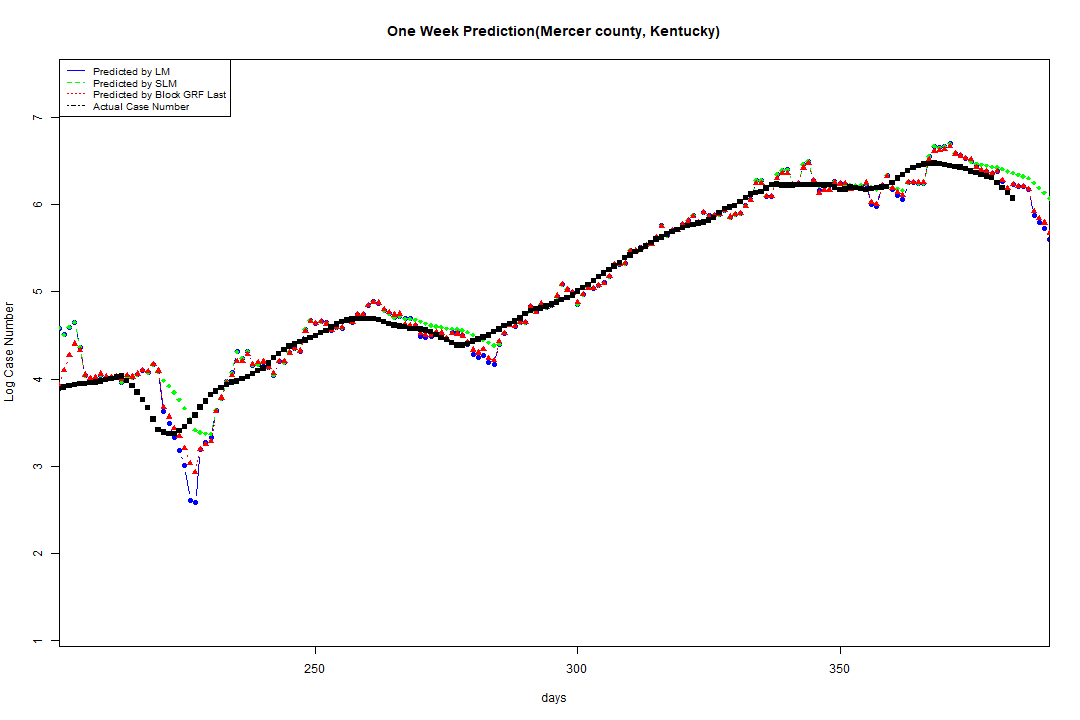 One Week Prediction(Mercer county, Kentucky)
Predicted by LM
Predicted by SLM
Predicted by Block GRF Last
Actual Case Number
7
6
5
4
3
2
1
Log Case Number
250 300 350
days